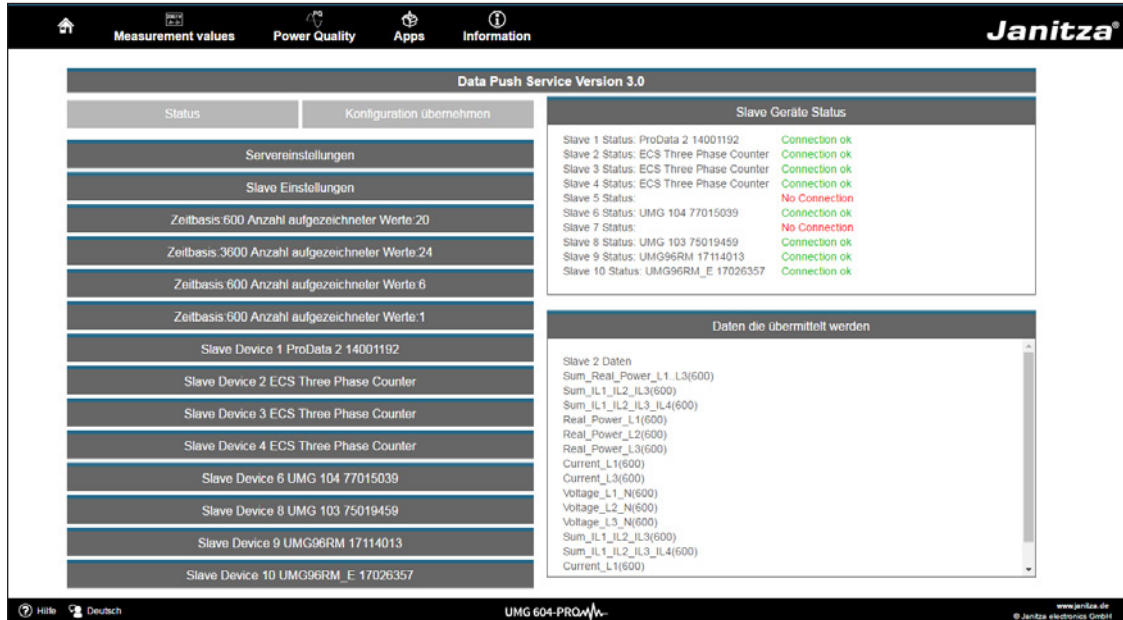 Measurement values
Power Quality
Apps
Information
Janitza®
Data Push Service Version 3.0
Status
Konfiguration übernehmen
Servereinstellungen
Slave Einstellungen
Zeitbasis:600 Anzahl aufgezeichneter Werte:20
Zeitbasis:3600 Anzahl aufgezeichneter Werte:24
Zeitbasis:600 Anzahl aufgezeichneter Werte:6
Zeitbasis:600 Anzahl aufgezeichneter Werte:1
Slave Device 1 ProData 2 14001192
Slave Device 2 ECS Three Phase Counter
Slave Device 3 ECS Three Phase Counter
Slave Device 4 ECS Three Phase Counter
Slave Device 6 UMG 104 77015039
Slave Device 8 UMG 103 75019459
Slave Device 9 UMG96RM 17114013
Slave Device 10 UMG96RM_E 17026357
Slave Geräte Status
Slave 1 Status: ProData 2 14001192 Connection ok
Slave 2 Status: ECS Three Phase Counter Connection ok
Slave 3 Status: ECS Three Phase Counter Connection ok
Slave 4 Status: ECS Three Phase Counter Connection ok
Slave 5 Status: No Connection
Slave 6 Status: UMG 104 77015039 Connection ok
Slave 7 Status: No Connection
Slave 8 Status: UMG 103 75019459 Connection ok
Slave 9 Status: UMG96RM 17114013 Connection ok
Slave 10 Status: UMG96RM_E 17026357 Connection ok
Daten die übermittelt werden
Slave 2 Daten
Sum_Real_Power_L1..L3(600)
Sum_IL1_IL2_IL3(600)
Sum_IL1_IL2_IL3_IL4(600)
Real_Power_L1(600)
Real_Power_L2(600)
Real_Power_L3(600)
Current_L1(600)
Current_L3(600)
Voltage_L1_N(600)
Voltage_L2_N(600)
Voltage_L3_N(600)
Sum_IL1_IL2_IL3(600)
Sum_IL1_IL2_IL3_IL4(600)
Current_L1(600)
Hilfe
Deutsch
UMG 604-PRO
www.janitza.de
© Janitza electronics GmbH